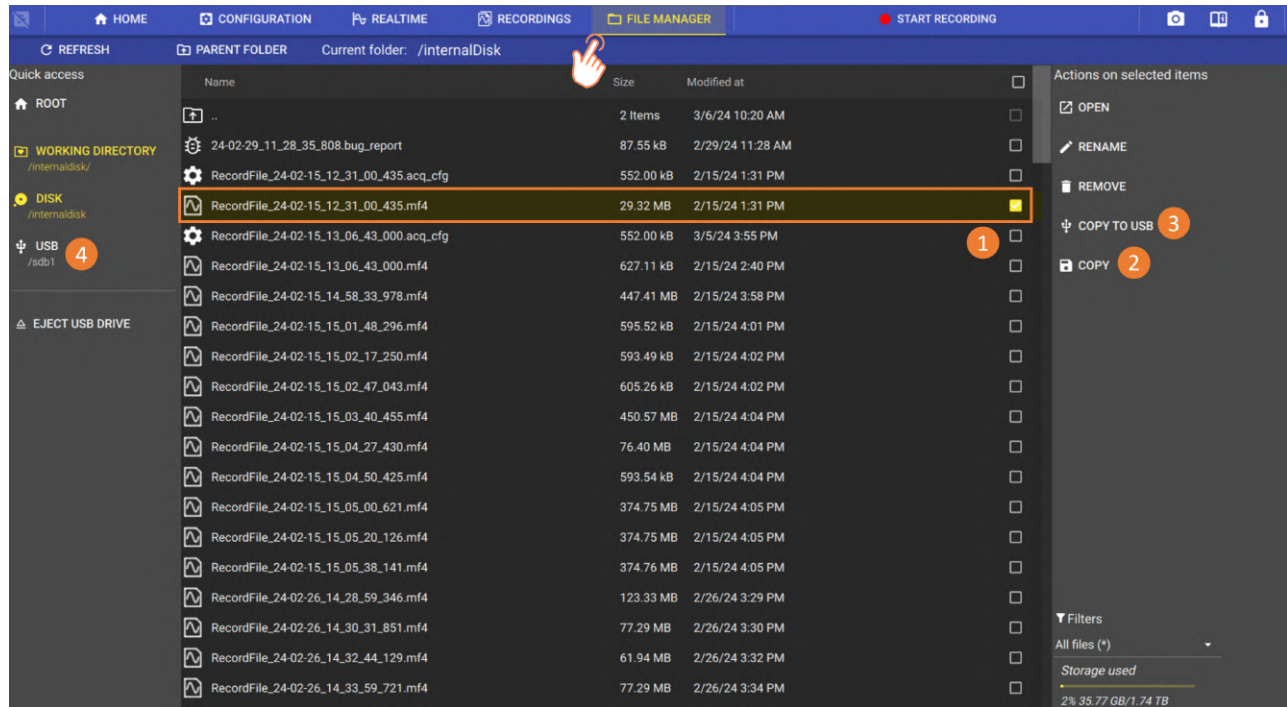 HOME CONFIGURATION REALTIME RECORDINGS FILE MANAGER START RECORDING
REFRESH PARENT FOLDER Current folder: /internalDisk
Quick access
ROOT
WORKING DIRECTORY
/internaldisk/
DISK
/internaldisk
USB
/sdb1
4
EJECT USB DRIVE
Name Size Modified at
.. 2 Items 3/6/24 10:20 AM
24-02-29_11_28_35_808.bug_report 87.55 kB 2/29/24 11:28 AM
RecordFile_24-02-15_12_31_00_435.acq_cfg 552.00 kB 2/15/24 1:31 PM
RecordFile_24-02-15_12_31_00_435.mf4 29.32 MB 2/15/24 1:31 PM
RecordFile_24-02-15_13_06_43_000.acq_cfg 552.00 kB 3/5/24 3:55 PM
1
RecordFile_24-02-15_13_06_43_000.mf4 627.11 kB 2/15/24 2:40 PM
RecordFile_24-02-15_14_58_33_978.mf4 447.41 MB 2/15/24 3:58 PM
RecordFile_24-02-15_15_01_48_296.mf4 595.52 kB 2/15/24 4:01 PM
RecordFile_24-02-15_15_02_17_250.mf4 593.49 kB 2/15/24 4:02 PM
RecordFile_24-02-15_15_02_47_043.mf4 605.26 kB 2/15/24 4:02 PM
RecordFile_24-02-15_15_03_40_455.mf4 450.57 MB 2/15/24 4:04 PM
RecordFile_24-02-15_15_04_27_430.mf4 76.40 MB 2/15/24 4:04 PM
RecordFile_24-02-15_15_04_50_425.mf4 593.54 kB 2/15/24 4:04 PM
RecordFile_24-02-15_15_05_00_621.mf4 374.75 MB 2/15/24 4:05 PM
RecordFile_24-02-15_15_05_20_126.mf4 374.75 MB 2/15/24 4:05 PM
RecordFile_24-02-15_15_05_38_141.mf4 374.76 MB 2/15/24 4:05 PM
RecordFile_24-02-26_14_28_59_346.mf4 123.33 MB 2/26/24 3:29 PM
RecordFile_24-02-26_14_30_31_851.mf4 77.29 MB 2/26/24 3:30 PM
RecordFile_24-02-26_14_32_44_129.mf4 61.94 MB 2/26/24 3:32 PM
RecordFile_24-02-26_14_33_59_721.mf4 77.29 MB 2/26/24 3:34 PM
Actions on selected items
OPEN
RENAME
REMOVE
COPY TO USB 3
COPY 2
Filters
All files (*)
Storage used
2% 35.77 GB/1.74 TB